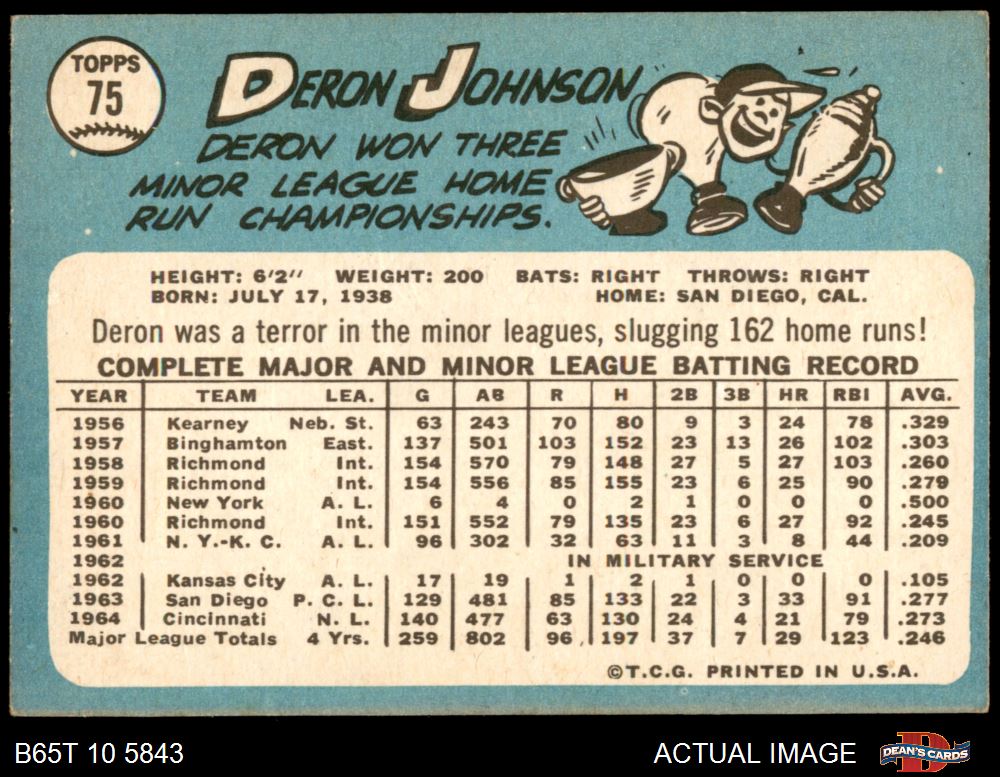 TOPPS
75
DERON JOHNSON
DERON WON THREE
MINOR LEAGUE HOME
RUN CHAMPIONSHIPS.
HEIGHT: 6'2" WEIGHT: 200 BATS: RIGHT THROWS: RIGHT
BORN: JULY 17, 1938 HOME: SAN DIEGO, CAL.
Deron was a terror in the minor leagues, slugging 162 home runs!
COMPLETE MAJOR AND MINOR LEAGUE BATTING RECORD
YEAR TEAM LEA. G AB R H 2B 3B HR RBI AVG.
1956 Kearney Neb. St. 63 243 70 80 9 3 24 78 .329
1957 Binghamton East. 137 501 103 152 23 13 26 102 .303
1958 Richmond Int. 154 570 79 148 27 5 27 103 .260
1959 Richmond Int. 154 556 85 155 23 6 25 90 .279
1960 New York A. L. 6 4 0 2 1 0 0 0 .500
1960 Richmond Int. 151 552 79 135 23 6 27 92 .245
1961 N. Y.-K. C. A. L. 96 302 32 63 11 3 8 44 .209
1962 IN MILITARY SERVICE
1962 Kansas City A. L. 17 19 1 2 1 0 0 0 .105
1963 San Diego P. C. L. 129 481 85 133 22 3 33 91 .277
1964 Cincinnati N. L. 140 477 63 130 24 4 21 79 .273
Major League Totals 4 Yrs. 259 802 96 197 37 7 29 123 .246
©T.C.G. PRINTED IN U.S.A.
B65T 10 5843 ACTUAL IMAGE DEAN'S CARDS